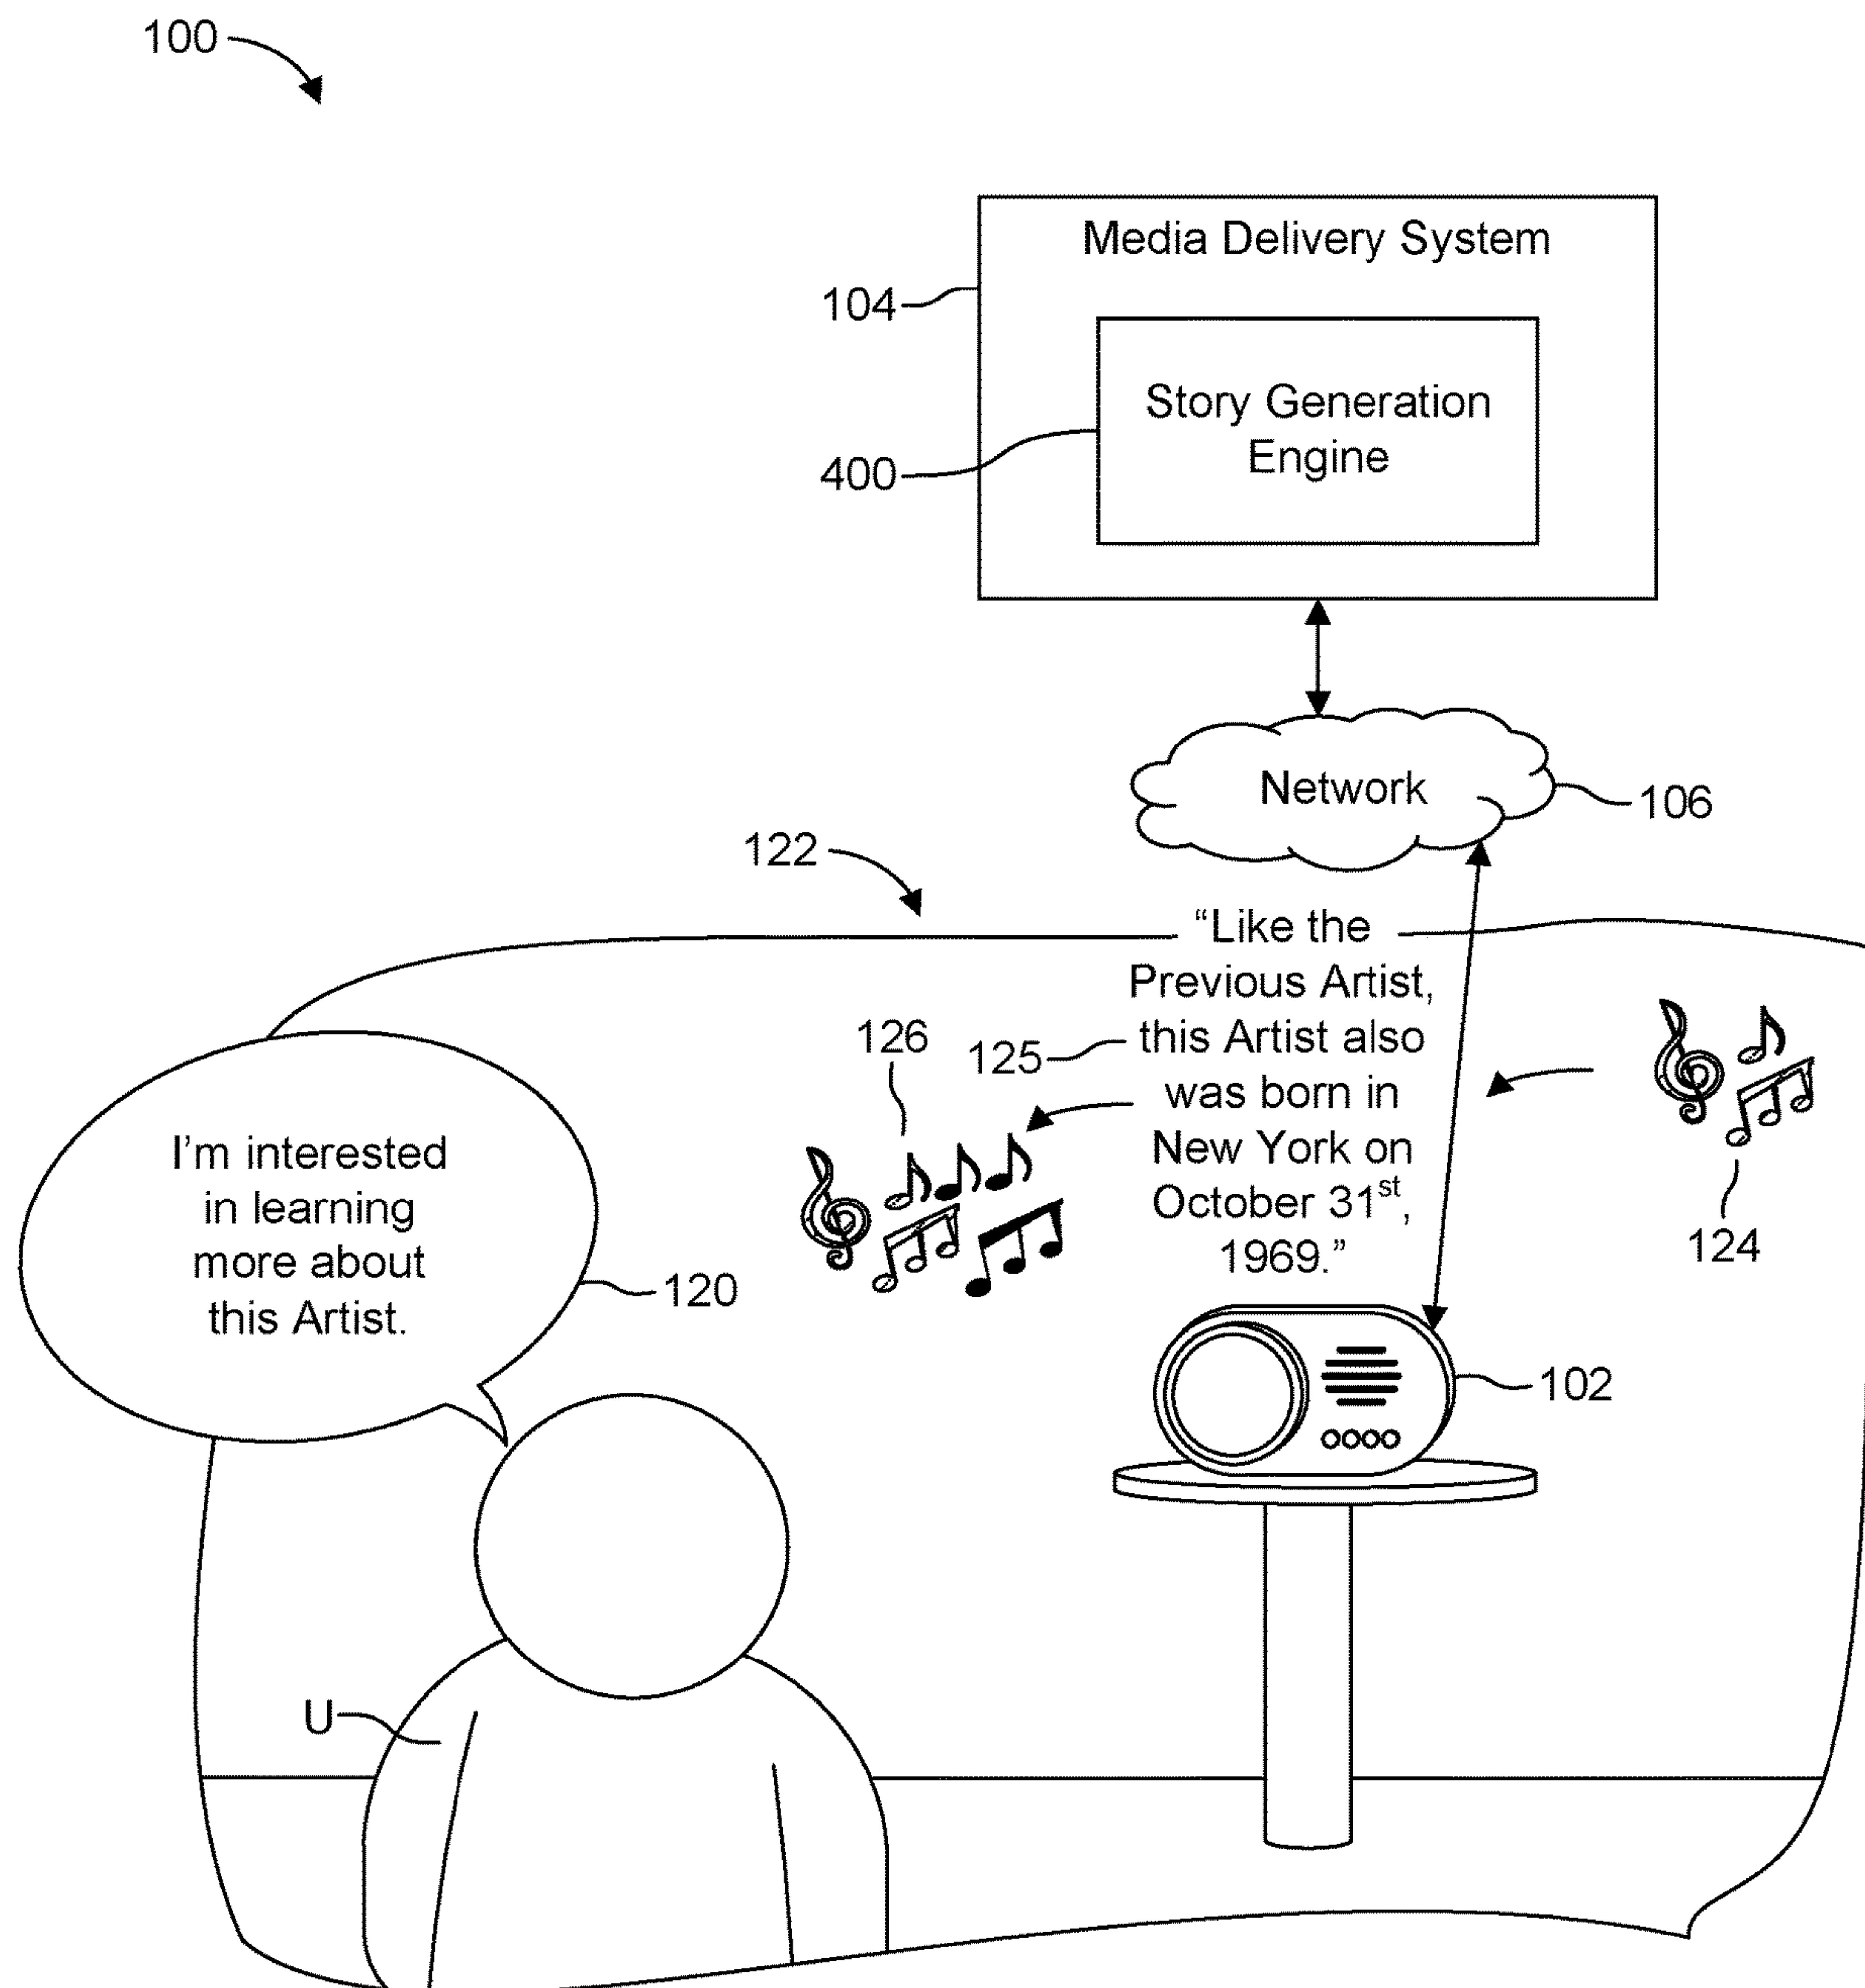 100
Media Delivery System
104
Story Generation
Engine
400
Network
106
122
“Like the
Previous Artist,
this Artist also
was born in
New York on
October 31st,
1969.”
126
125
124
I’m interested
in learning
more about
this Artist.
120
102
U